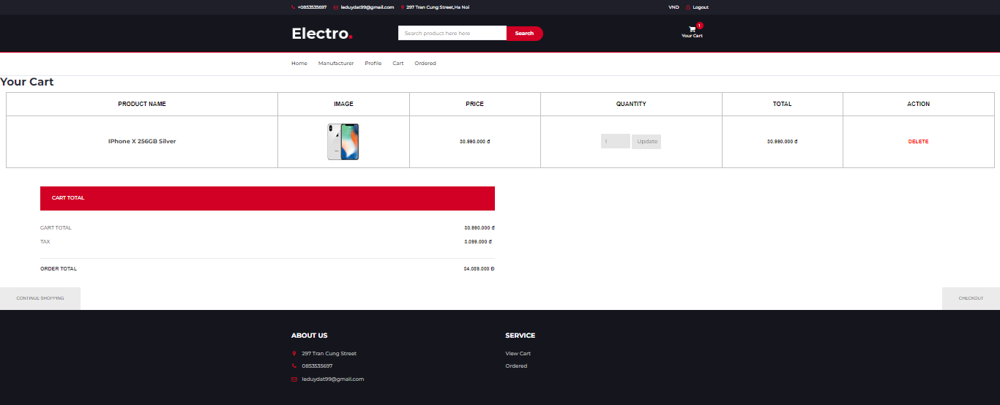 +0853535697 leduydat99@gmail.com 297 Tran Cung Street,Ha Noi VND Logout
Electro. Search product here here Search 1
Your Cart
Home Manufacturer Profile Cart Ordered
Your Cart
PRODUCT NAME IMAGE PRICE QUANTITY TOTAL ACTION
IPhone X 256GB Silver 30.990.000 đ 1 Update 30.990.000 đ DELETE
CART TOTAL
CART TOTAL 30.990.000 đ
TAX 3.099.000 đ
ORDER TOTAL 34.089.000 Đ
CONTINUE SHOPPING CHECKOUT
ABOUT US SERVICE
297 Tran Cung Street View Cart
0853535697 Ordered
leduydat99@gmail.com